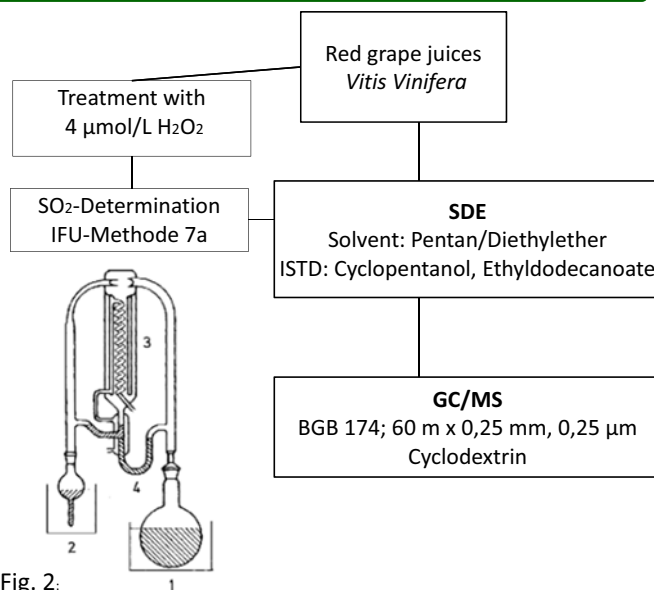 Red grape juices
Vitis Vinifera
Treatment with
4 µmol/L H₂O₂
SO₂-Determination
IFU-Methode 7a
SDE
Solvent: Pentan/Diethylether
ISTD: Cyclopentanol, Ethyldodecanoate
GC/MS
BGB 174; 60 m x 0,25 mm, 0,25 µm
Cyclodextrin
3
4
2
1
Fig. 2: